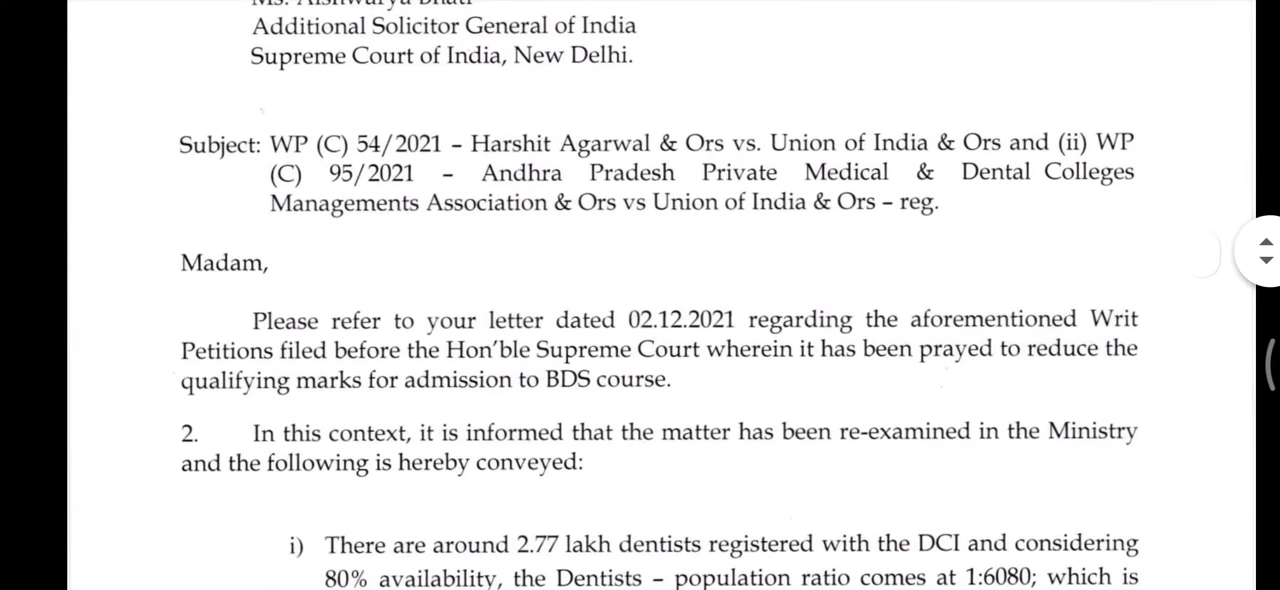 Ms. Aishwarya Bhati
Additional Solicitor General of India
Supreme Court of India, New Delhi.
Subject: WP (C) 54/2021 – Harshit Agarwal & Ors vs. Union of India & Ors and (ii) WP
(C) 95/2021 – Andhra Pradesh Private Medical & Dental Colleges
Managements Association & Ors vs Union of India & Ors – reg.
Madam,
Please refer to your letter dated 02.12.2021 regarding the aforementioned Writ
Petitions filed before the Hon'ble Supreme Court wherein it has been prayed to reduce the
qualifying marks for admission to BDS course.
2. In this context, it is informed that the matter has been re-examined in the Ministry
and the following is hereby conveyed:
i) There are around 2.77 lakh dentists registered with the DCI and considering
80% availability, the Dentists – population ratio comes at 1:6080; which is